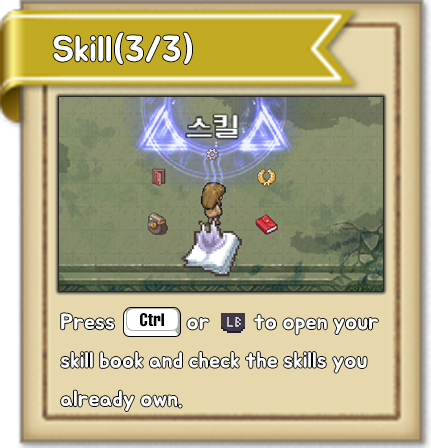 Skill(3/3)
스킬
Press Ctrl or LB to open your
skill book and check the skills you
already own.